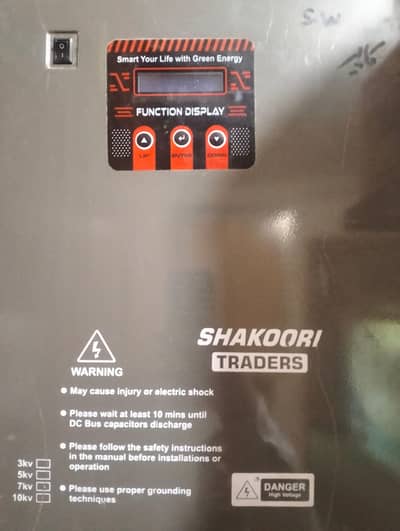 S.W
Smart Your Life with Green Energy
FUNCTION DISPLAY
UP ENTER DOWN
SHAKOORI
TRADERS
WARNING
May cause injury or electric shock
Please wait at least 10 mins until
DC Bus capacitors discharge
Please follow the safety instructions
in the manual before installations or
operation
Please use proper grounding
techniques
3kv
5kv
7kv
10kv
DANGER
High Voltage